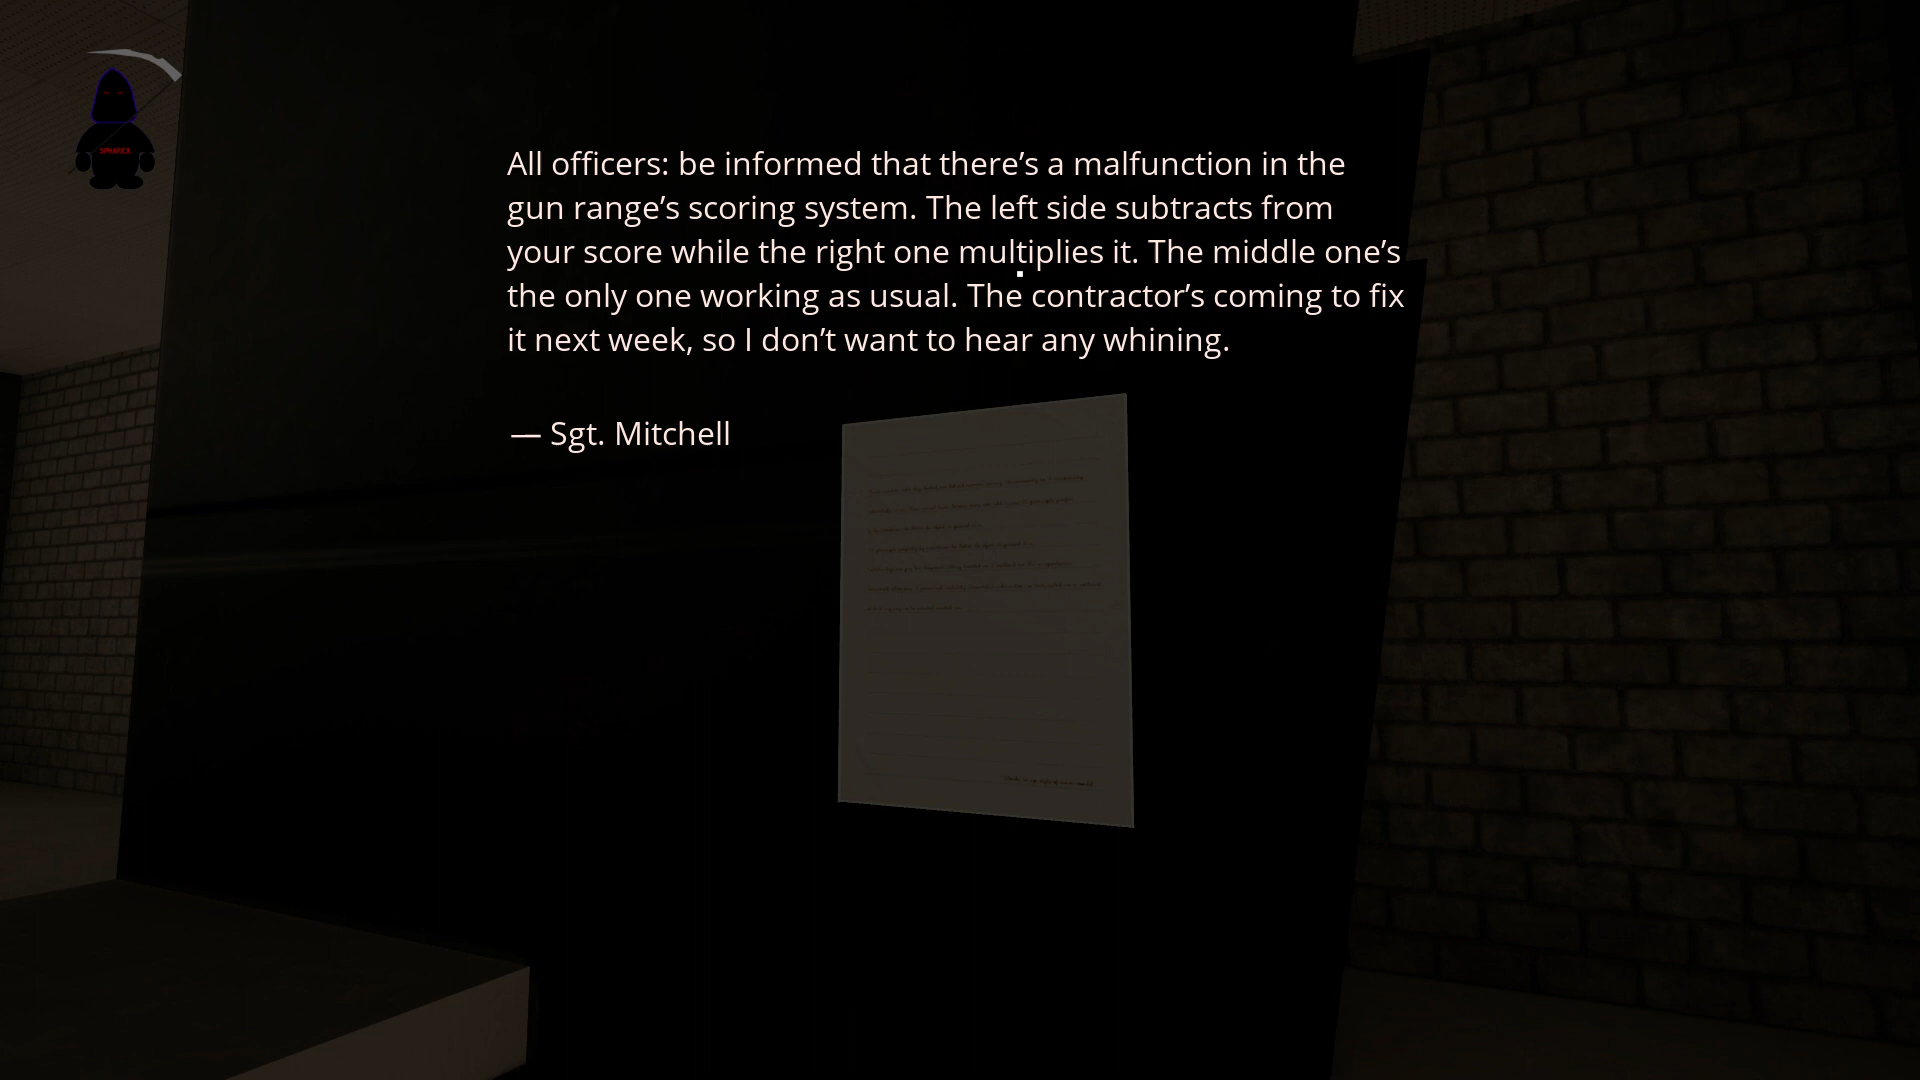 All officers: be informed that there’s a malfunction in the
gun range’s scoring system. The left side subtracts from
your score while the right one multiplies it. The middle one’s
the only one working as usual. The contractor’s coming to fix
it next week, so I don’t want to hear any whining.
— Sgt. Mitchell